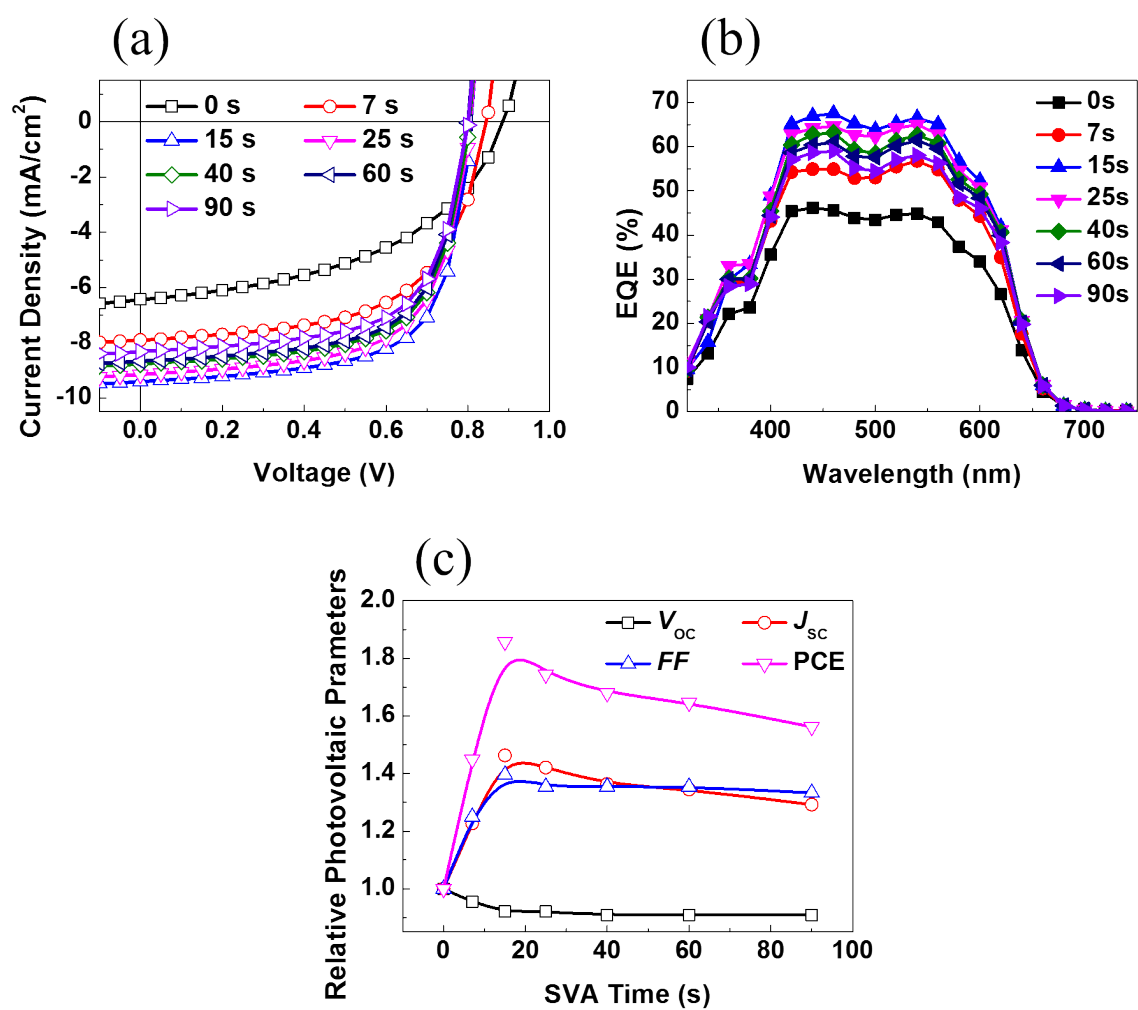 (a)
0 s
7 s
15 s
25 s
40 s
60 s
90 s
0
-2
-4
-6
-8
-10
0.0
0.2
0.4
0.6
0.8
1.0
Current Density (mA/cm²)
Voltage (V)
(b)
0s
7s
15s
25s
40s
60s
90s
70
60
50
40
30
20
10
0
400
500
600
700
EQE (%)
Wavelength (nm)
(c)
V_OC
J_SC
FF
PCE
2.0
1.8
1.6
1.4
1.2
1.0
0
20
40
60
80
100
Relative Photovoltaic Prameters
SVA Time (s)